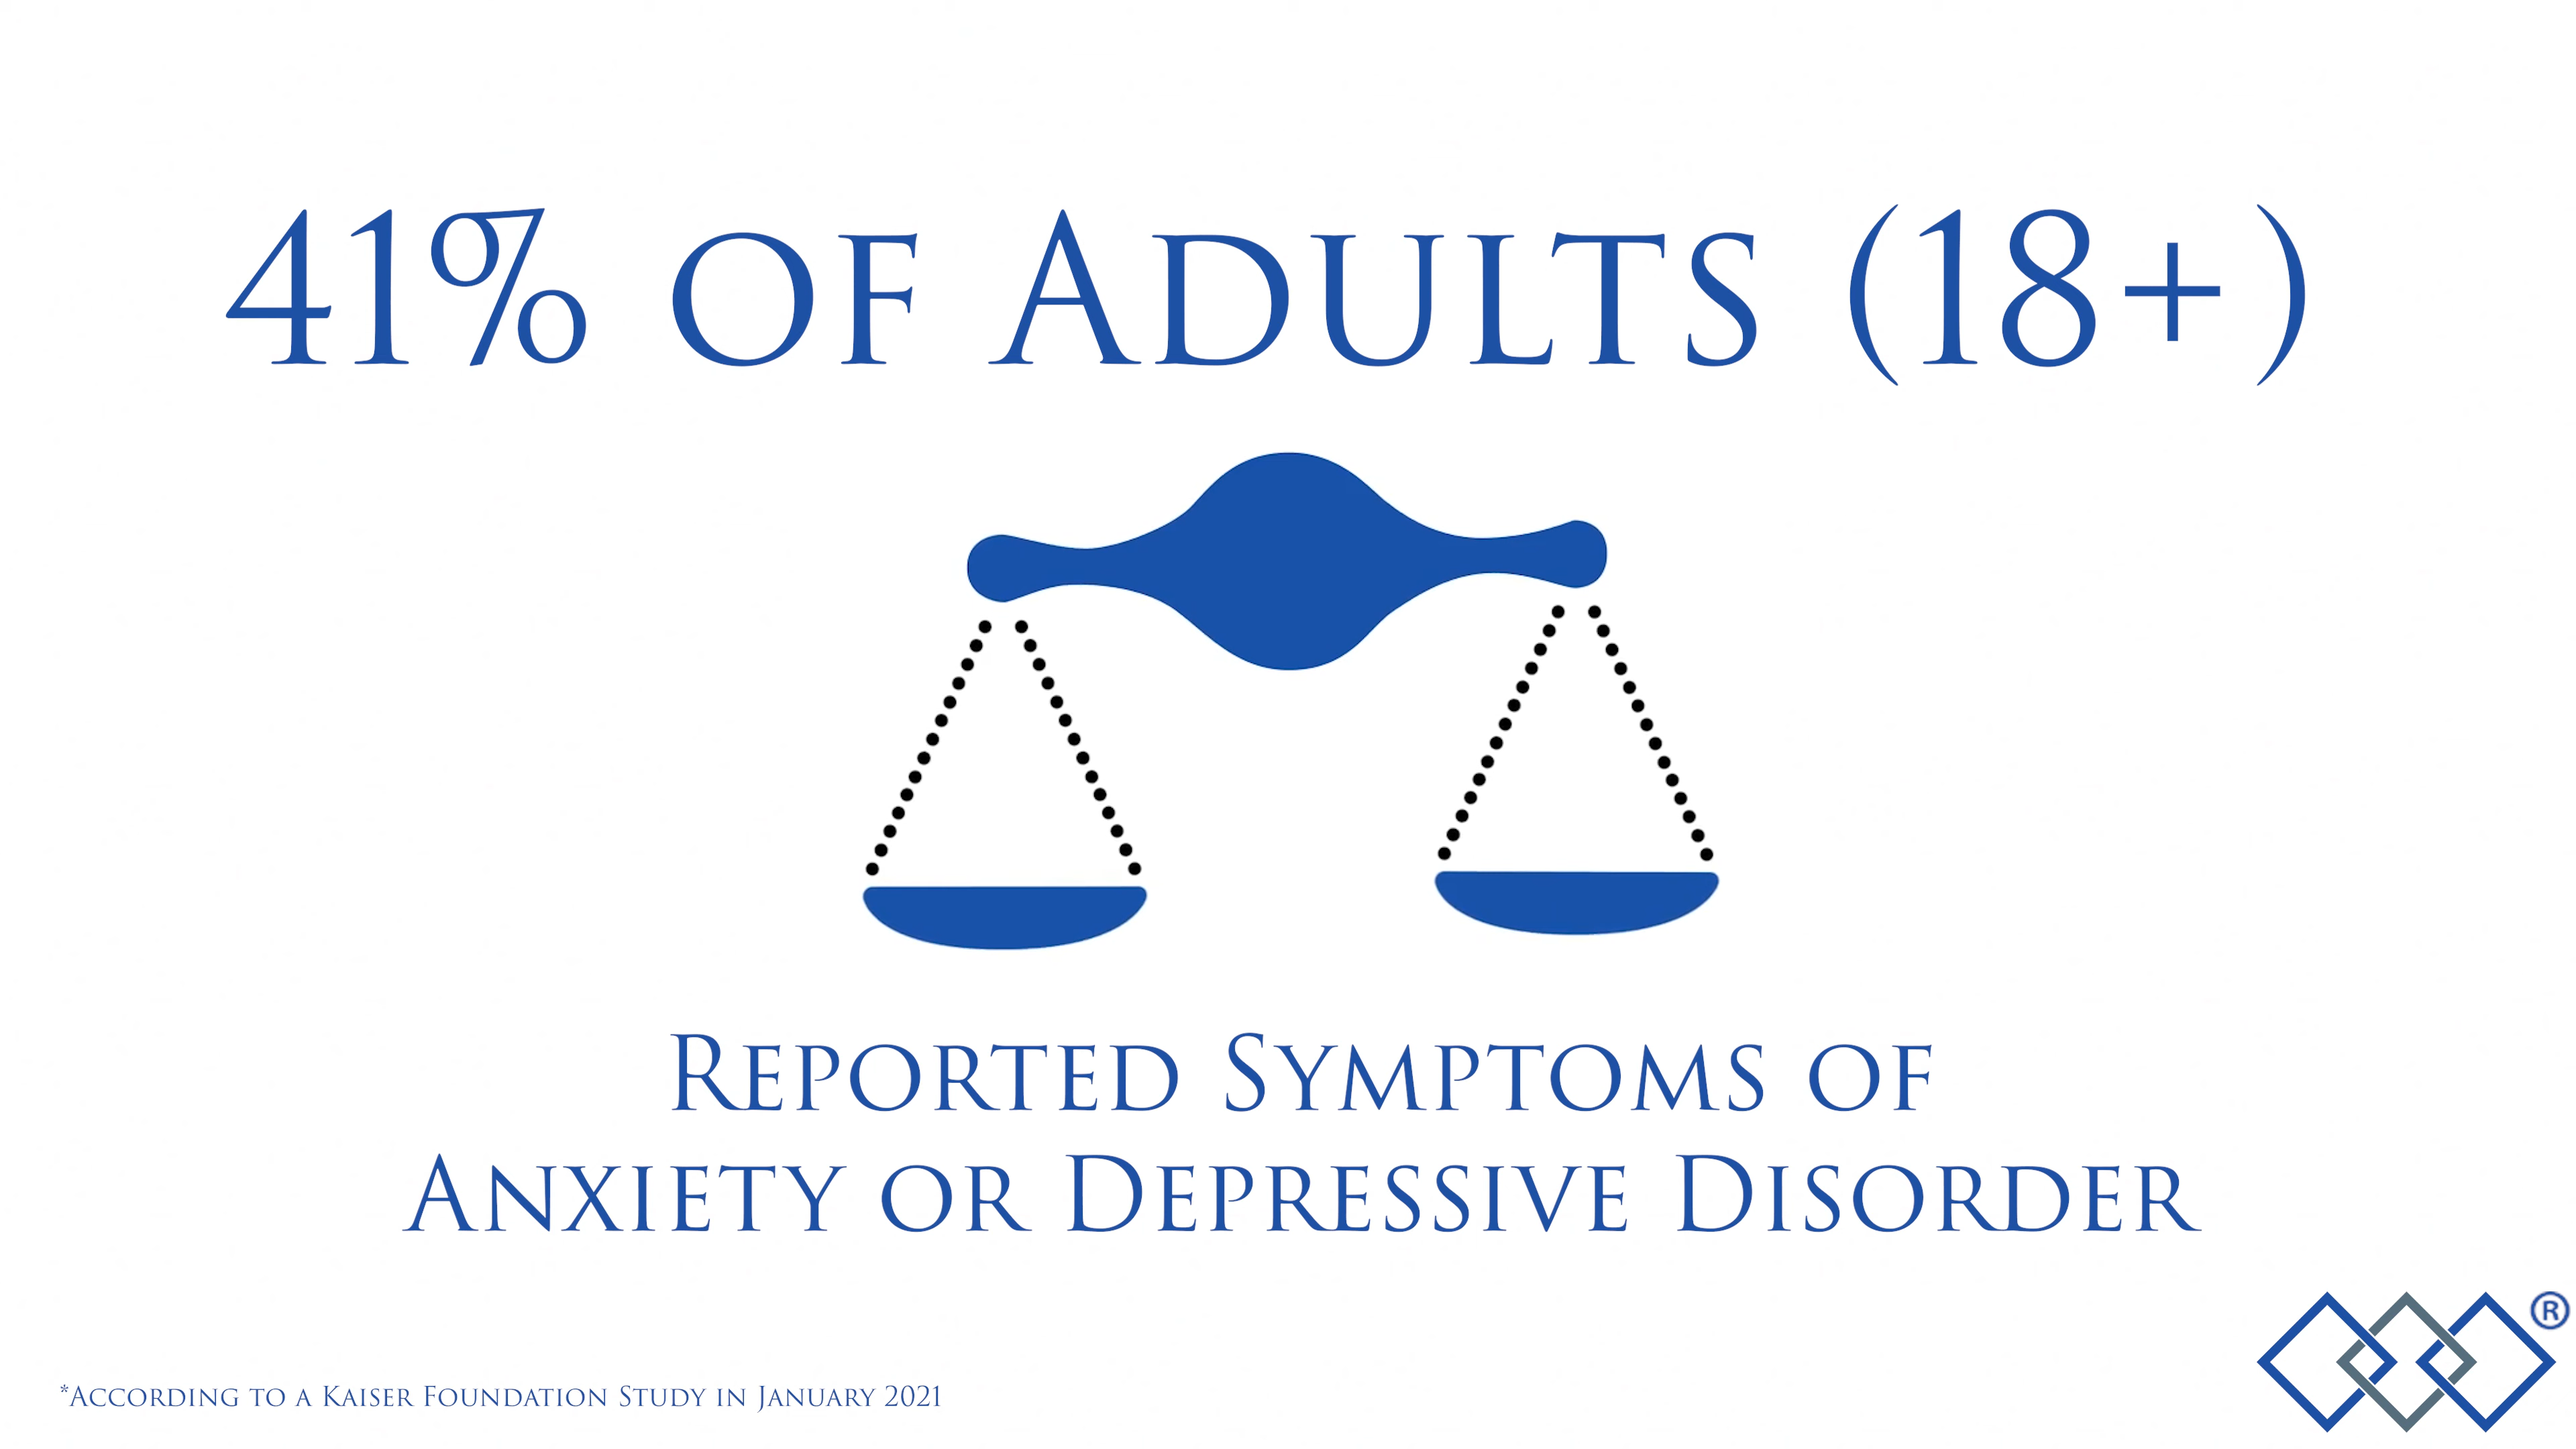 41% of Adults (18+)
Reported Symptoms of
Anxiety or Depressive Disorder
®
*According to a Kaiser Foundation Study in January 2021